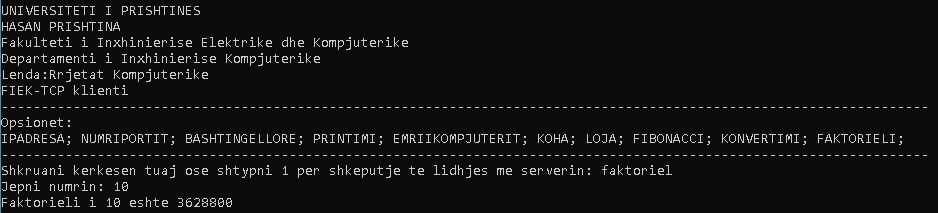 UNIVERSITETI I PRISHTINES
HASAN PRISHTINA
Fakulteti i Inxhinierise Elektrike dhe Kompjuterike
Departamenti i Inxhinierise Kompjuterike
Lenda:Rrjetat Kompjuterike
FIEK-TCP klienti
--------------------------------------------------------------------------------------------------------------------
Opsionet:
IPADRESA; NUMRIPORTIT; BASHTINGELLORE; PRINTIMI; EMRIIKOMPJUTERIT; KOHA; LOJA; FIBONACCI; KONVERTIMI; FAKTORIELI;
--------------------------------------------------------------------------------------------------------------------
Shkruani kerkesen tuaj ose shtypni 1 per shkeputje te lidhjes me serverin: faktoriel
Jepni numrin: 10
Faktorieli i 10 eshte 3628800